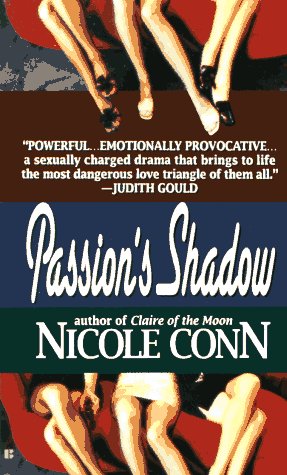 "POWERFUL...EMOTIONALLY PROVOCATIVE...
a sexually charged drama that brings to life
the most dangerous love triangle of them all."
—JUDITH GOULD
Passion's Shadow
author of Claire of the Moon
NICOLE CONN
B